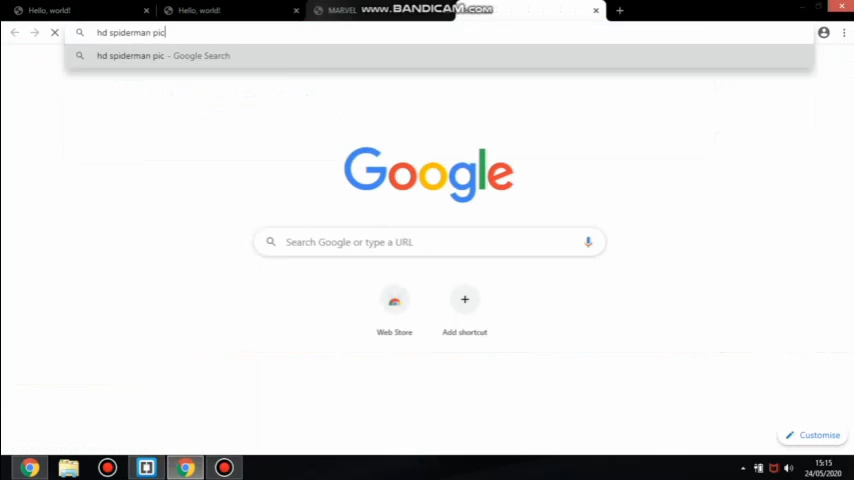 Hello, world!
Hello, world!
MARVEL
WWW.BANDICAM.COM
hd spiderman pic
hd spiderman pic - Google Search
Google
Search Google or type a URL
Web Store
Add shortcut
Customise
15:15
24/05/2020